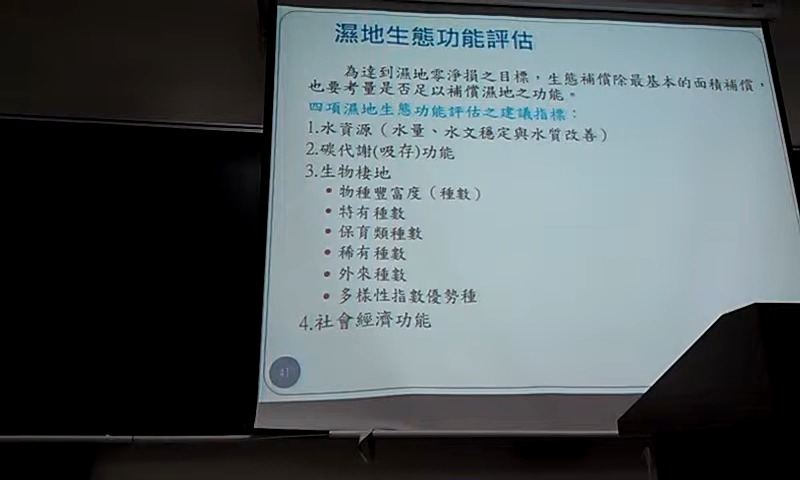 濕地生態功能評估
為達到濕地零淨損之目標，生態補償除最基本的面積補償，
也要考量是否足以補償濕地之功能。
四項濕地生態功能評估之建議指標：
1.水資源（水量、水文穩定與水質改善）
2.碳代謝(吸存)功能
3.生物棲地
• 物種豐富度（種數）
• 特有種數
• 保育類種數
• 稀有種數
• 外來種數
• 多樣性指數優勢種
4.社會經濟功能
41